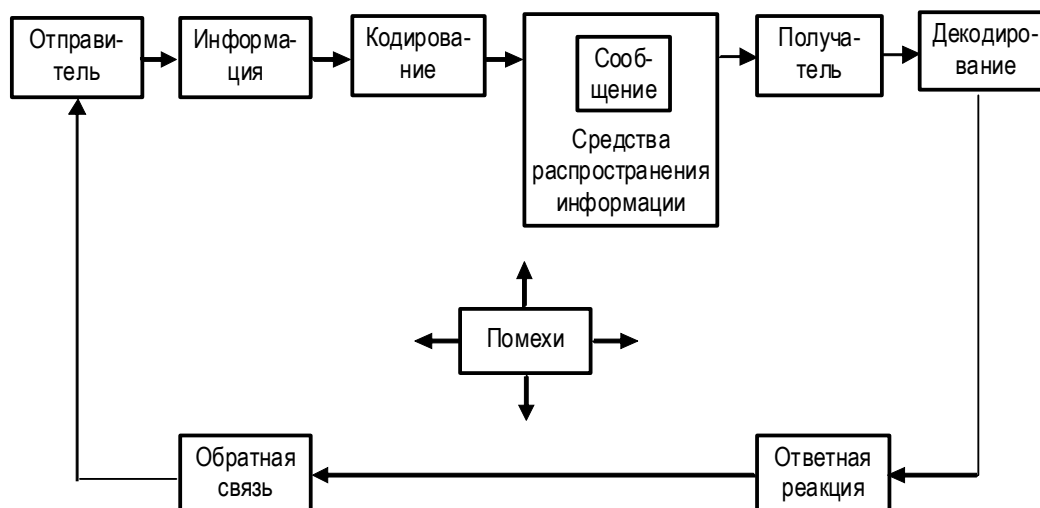 Отправи-
тель
Информа-
ция
Кодирова-
ние
Сооб-
щение
Средства
распространения
информации
Получа-
тель
Декодиро-
вание
Помехи
Обратная
связь
Ответная
реакция